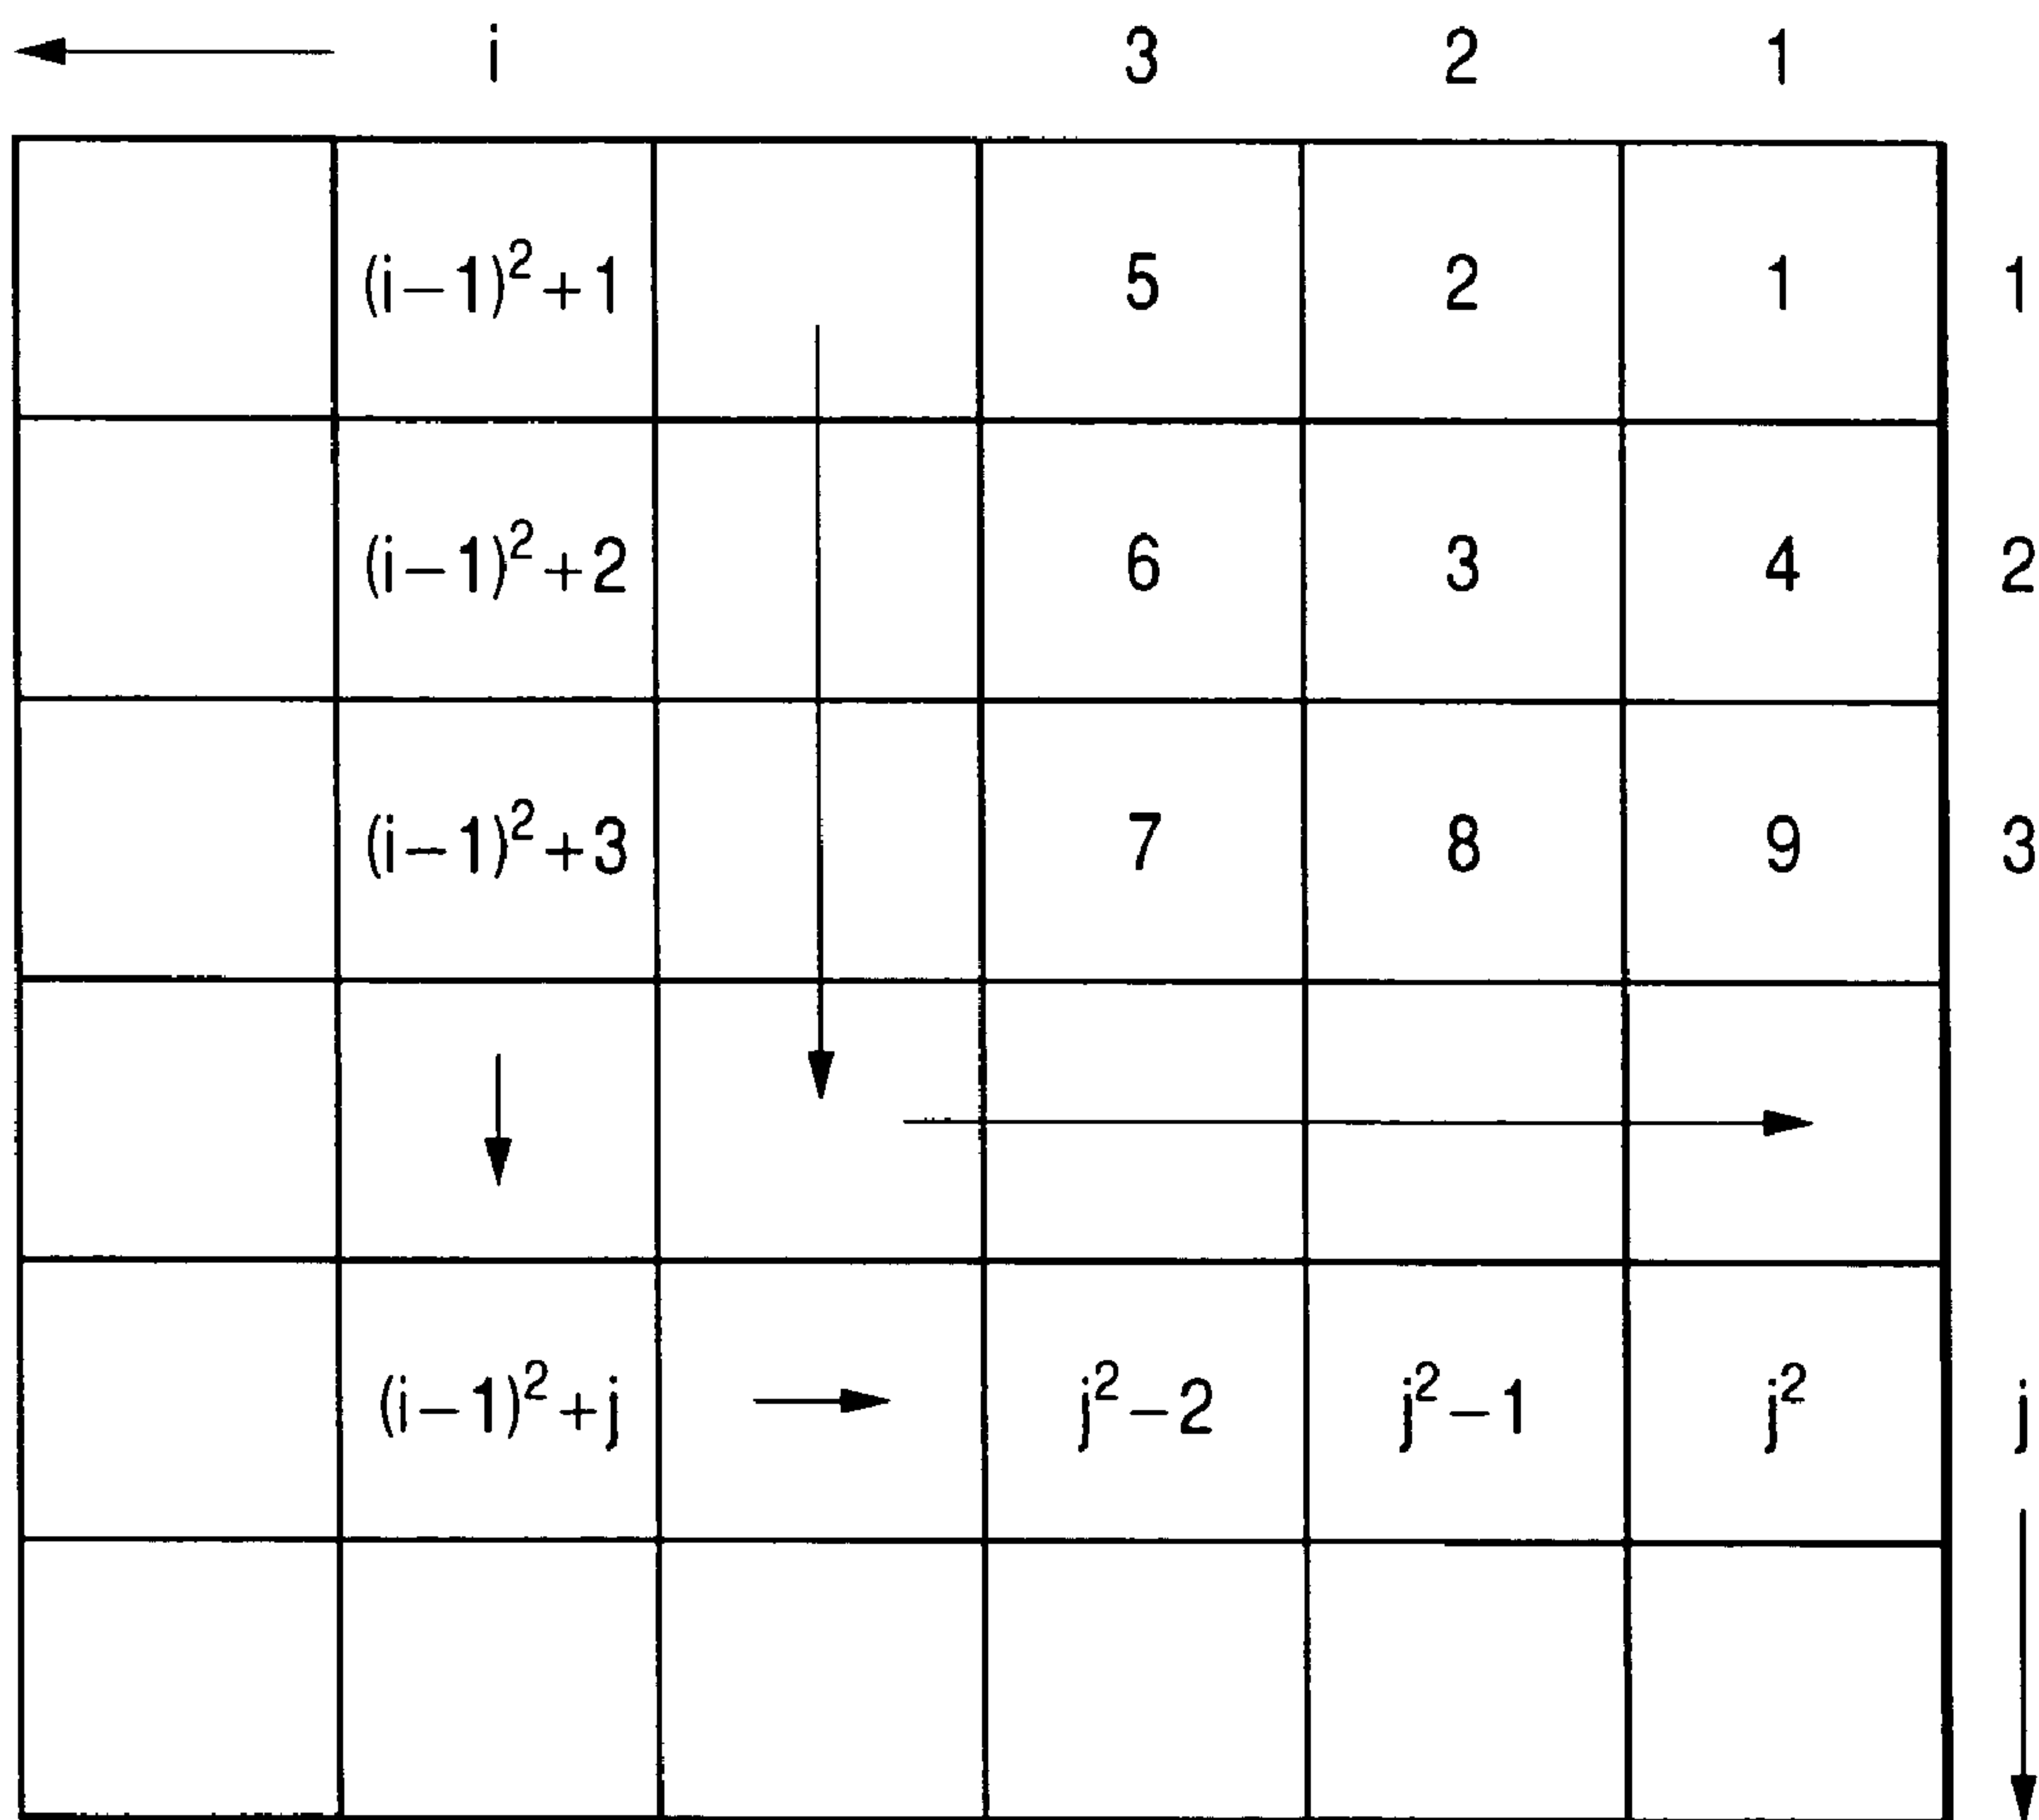 i 3 2 1
(i−1)²+1 5 2 1 1
(i−1)²+2 6 3 4 2
(i−1)²+3 7 8 9 3
(i−1)²+j j²−2 j²−1 j² j